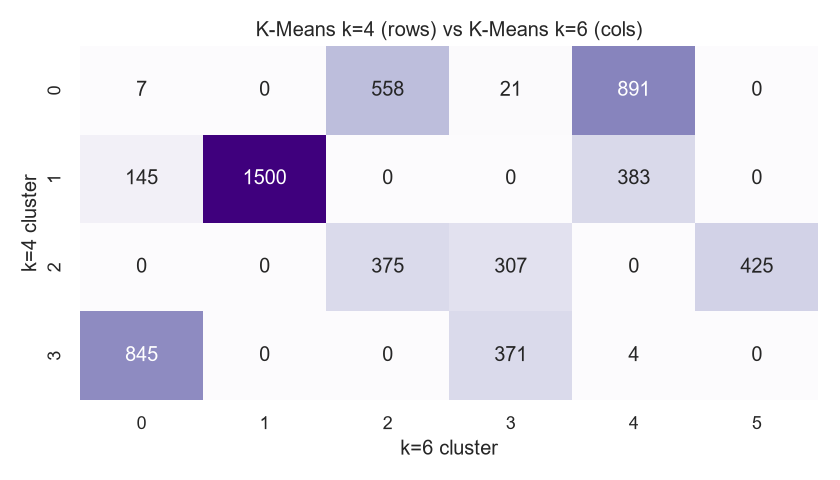 K-Means k=4 (rows) vs K-Means k=6 (cols)
k=4 cluster
0 7 0 558 21 891 0
1 145 1500 0 0 383 0
2 0 0 375 307 0 425
3 845 0 0 371 4 0
0 1 2 3 4 5
k=6 cluster